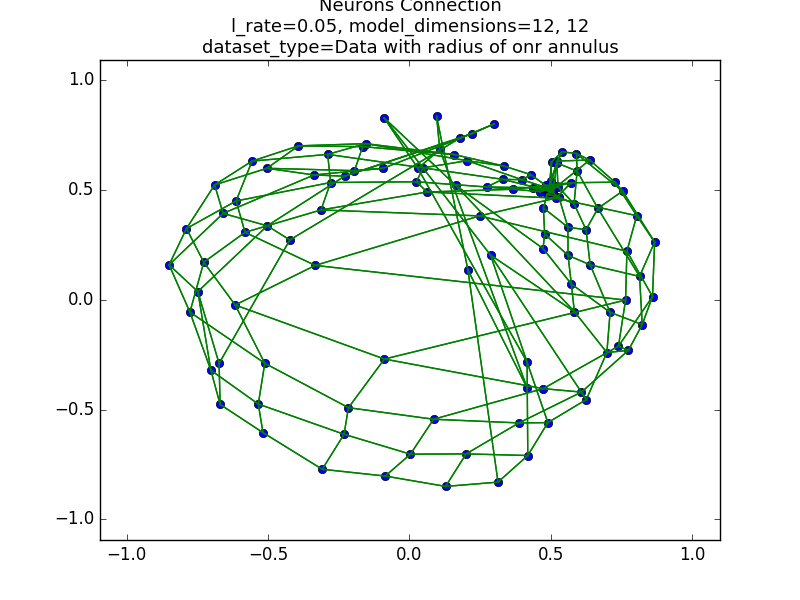 Neurons Connection
l_rate=0.05, model_dimensions=12, 12
dataset_type=Data with radius of onr annulus
1.0
0.5
0.0
−0.5
−1.0
−1.0 −0.5 0.0 0.5 1.0